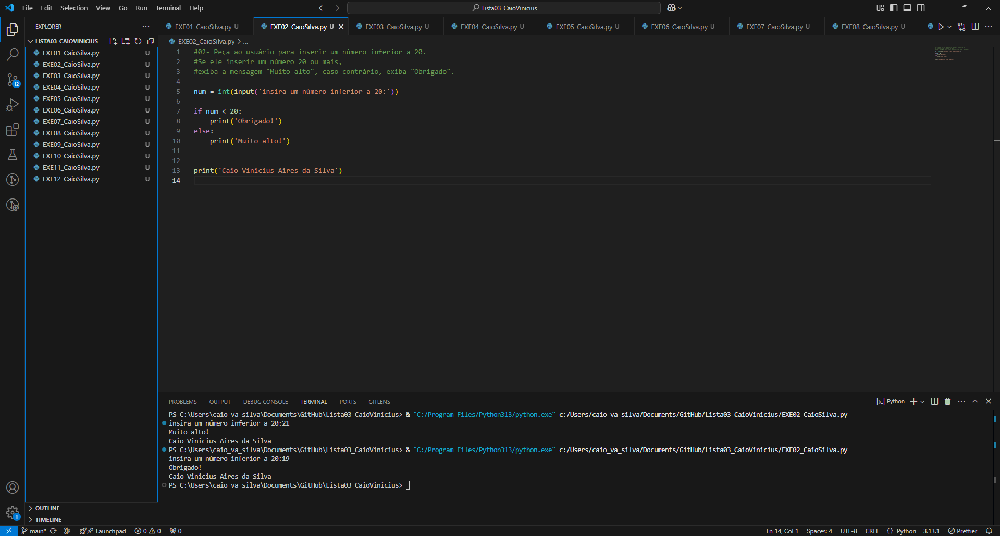 File Edit Selection View Go Run Terminal Help
Lista03_CaioVinicius
EXPLORER
LISTA03_CAIOVINICIUS
EXE01_CaioSilva.py U
EXE02_CaioSilva.py U
EXE03_CaioSilva.py U
EXE04_CaioSilva.py U
EXE05_CaioSilva.py U
EXE06_CaioSilva.py U
EXE07_CaioSilva.py U
EXE08_CaioSilva.py U
EXE09_CaioSilva.py U
EXE10_CaioSilva.py U
EXE11_CaioSilva.py U
EXE12_CaioSilva.py U
12
1
OUTLINE
TIMELINE
EXE01_CaioSilva.py U EXE02_CaioSilva.py U EXE03_CaioSilva.py U EXE04_CaioSilva.py U EXE05_CaioSilva.py U EXE06_CaioSilva.py U EXE07_CaioSilva.py U EXE08_CaioSilva.py U
EXE02_CaioSilva.py > ...
1 #02- Peça ao usuário para inserir um número inferior a 20.
2 #Se ele inserir um número 20 ou mais,
3 #exiba a mensagem "Muito alto", caso contrário, exiba "Obrigado".
4
5 num = int(input('insira um número inferior a 20:'))
6
7 if num < 20:
8     print('Obrigado!')
9 else:
10     print('Muito alto!')
11
12
13 print('Caio Vinicius Aires da Silva')
14
PROBLEMS OUTPUT DEBUG CONSOLE TERMINAL PORTS GITLENS
Python
PS C:\Users\caio_va_silva\Documents\GitHub\Lista03_CaioVinicius> & "C:/Program Files/Python313/python.exe" c:/Users/caio_va_silva/Documents/GitHub/Lista03_CaioVinicius/EXE02_CaioSilva.py
insira um número inferior a 20:21
Muito alto!
Caio Vinicius Aires da Silva
PS C:\Users\caio_va_silva\Documents\GitHub\Lista03_CaioVinicius> & "C:/Program Files/Python313/python.exe" c:/Users/caio_va_silva/Documents/GitHub/Lista03_CaioVinicius/EXE02_CaioSilva.py
insira um número inferior a 20:19
Obrigado!
Caio Vinicius Aires da Silva
PS C:\Users\caio_va_silva\Documents\GitHub\Lista03_CaioVinicius>
main* Launchpad 0 0 0
Ln 14, Col 1 Spaces: 4 UTF-8 CRLF {} Python 3.13.1 Prettier